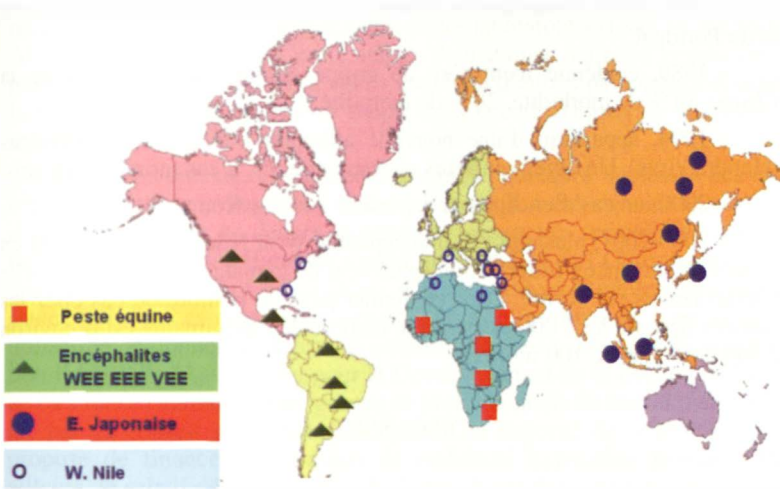 Peste équine
Encéphalites
WEE EEE VEE
E. Japonaise
W. Nile